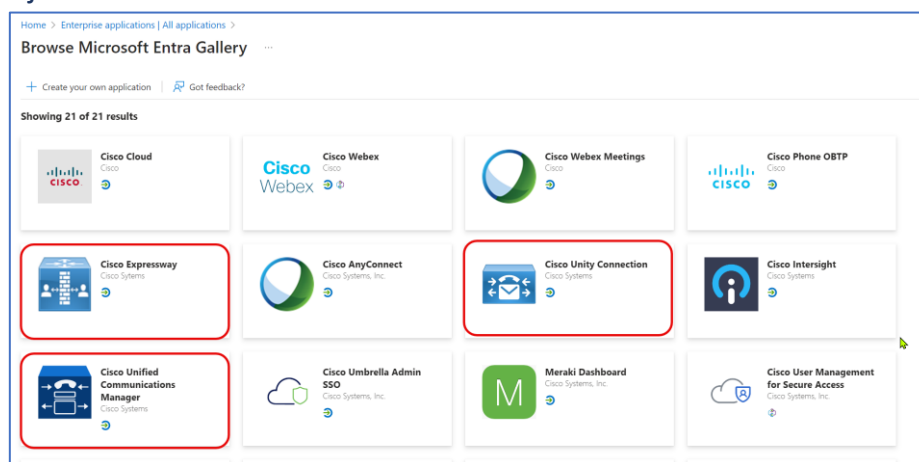 Home > Enterprise applications | All applications >
Browse Microsoft Entra Gallery ...
+ Create your own application | Got feedback?
Showing 21 of 21 results
CISCO
Cisco Cloud
Cisco
Cisco
Webex
Cisco Webex
Cisco
Cisco Webex Meetings
Cisco
CISCO
Cisco Phone OBTP
Cisco
Cisco Expressway
Cisco Sytems
Cisco AnyConnect
Cisco Systems, Inc.
Cisco Unity Connection
Cisco Systems
Cisco Intersight
Cisco Systems
Cisco Unified
Communications
Manager
Cisco Systems
Cisco Umbrella Admin
SSO
Cisco Systems, Inc.
M
Meraki Dashboard
Cisco Systems, Inc.
Cisco User Management
for Secure Access
Cisco Systems, Inc.